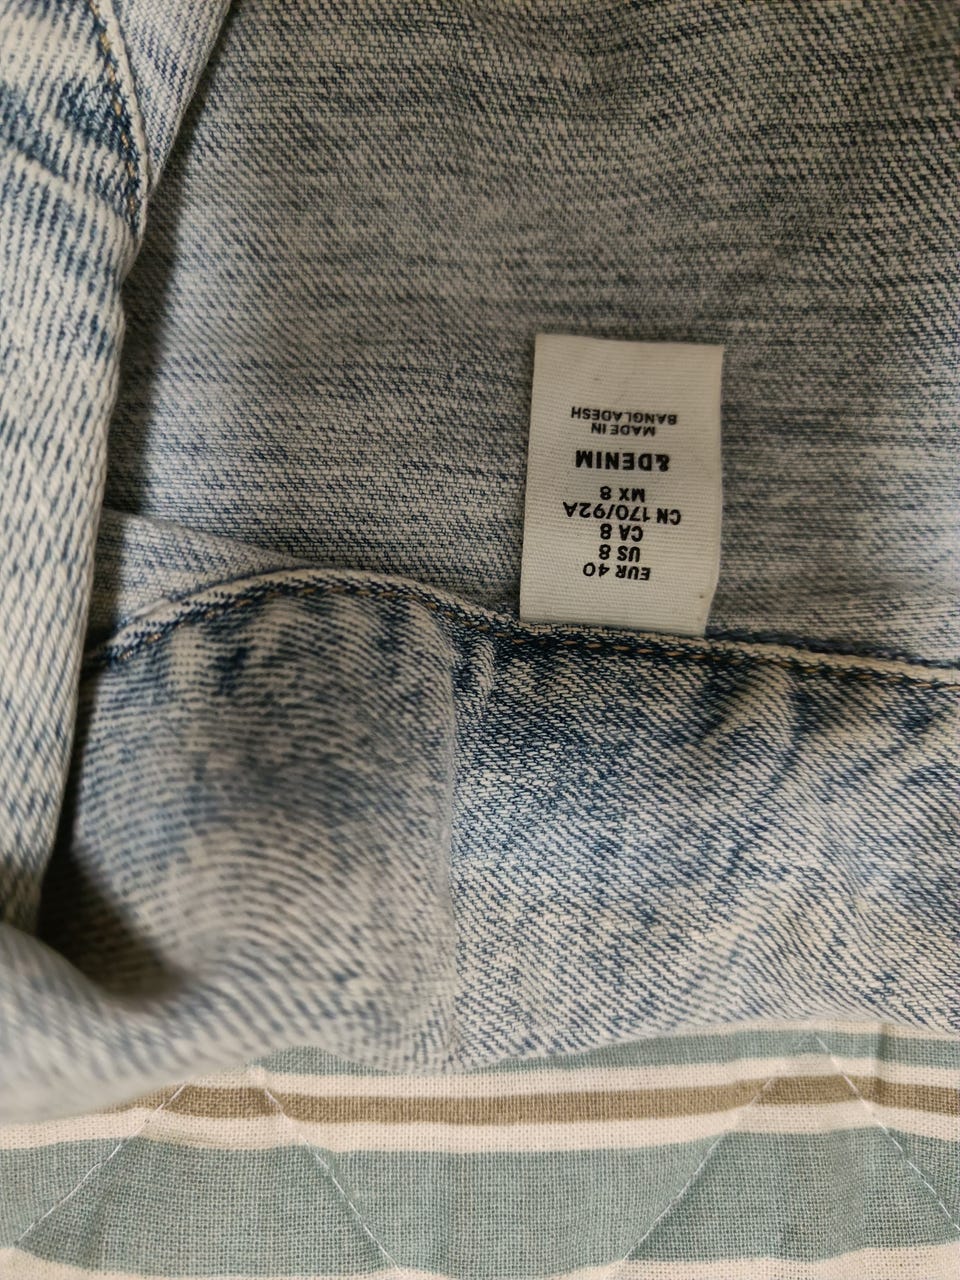 EUR 40
US 8
CA 8
CN 170/92A
MX 8
&DENIM
MADE IN
BANGLADESH